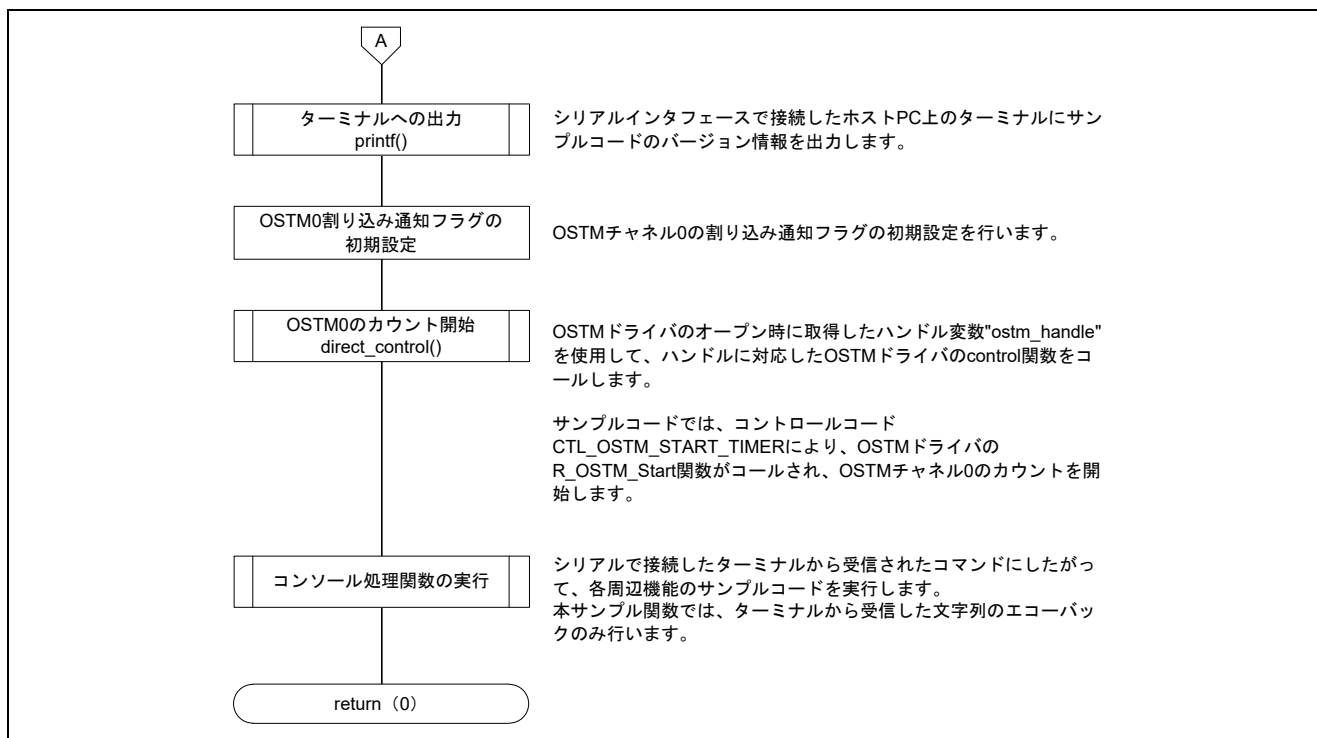 A
ターミナルへの出力
printf()
シリアルインタフェースで接続したホストPC上のターミナルにサン
プルコードのバージョン情報を出力します。
OSTM0割り込み通知フラグの
初期設定
OSTMチャネル0の割り込み通知フラグの初期設定を行います。
OSTM0のカウント開始
direct_control()
OSTMドライバのオープン時に取得したハンドル変数"ostm_handle"
を使用して、ハンドルに対応したOSTMドライバのcontrol関数をコ
ールします。
サンプルコードでは、コントロールコード
CTL_OSTM_START_TIMERにより、OSTMドライバの
R_OSTM_Start関数がコールされ、OSTMチャネル0のカウントを開
始します。
コンソール処理関数の実行
シリアルで接続したターミナルから受信されたコマンドにしたがっ
て、各周辺機能のサンプルコードを実行します。
本サンプル関数では、ターミナルから受信した文字列のエコーバッ
クのみ行います。
return（0）